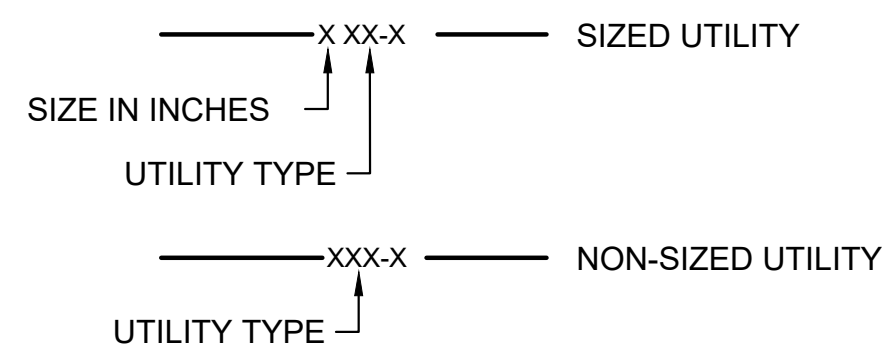 X XX-X SIZED UTILITY
SIZE IN INCHES
UTILITY TYPE
XXX-X NON-SIZED UTILITY
UTILITY TYPE